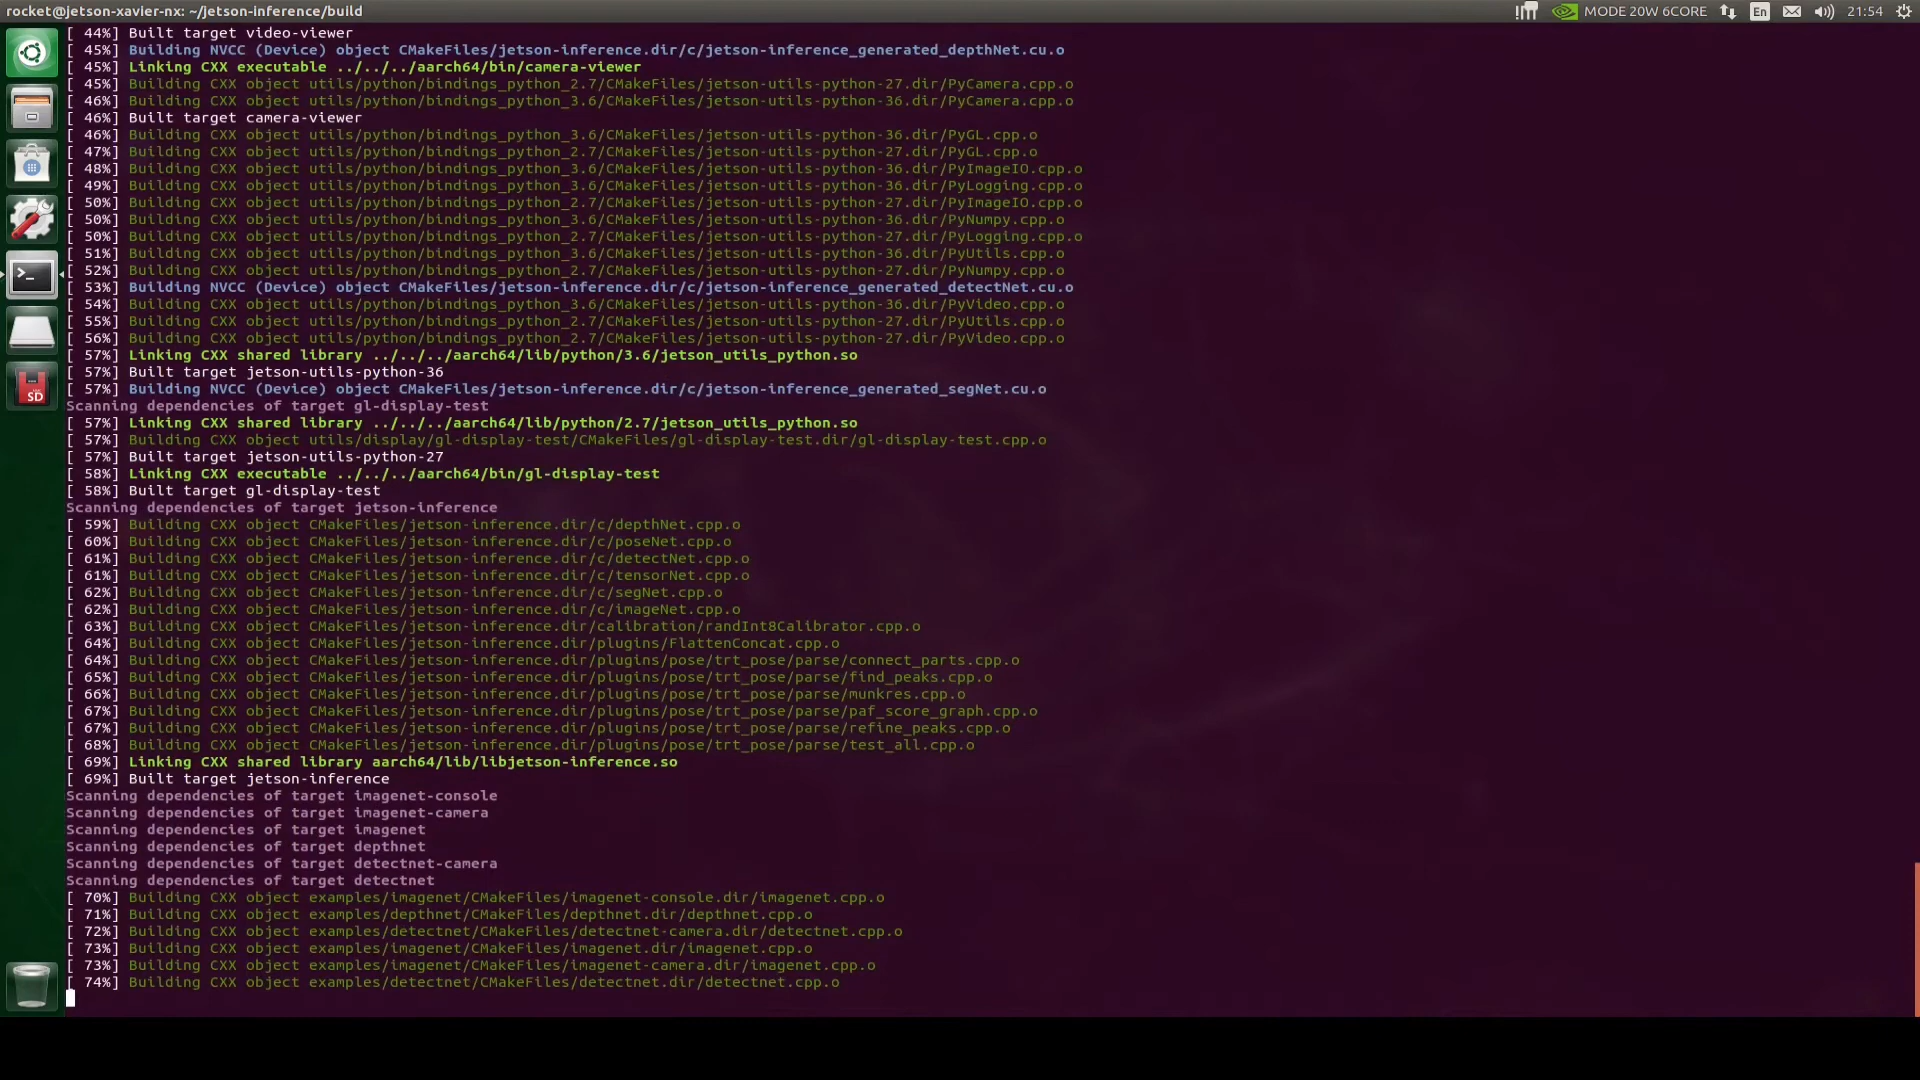 rocket@jetson-xavier-nx: ~/jetson-inference/build
MODE 20W 6CORE En 21:54
[ 44%] Built target video-viewer
[ 45%] Building NVCC (Device) object CMakeFiles/jetson-inference.dir/c/jetson-inference_generated_depthNet.cu.o
[ 45%] Linking CXX executable ../../../aarch64/bin/camera-viewer
[ 45%] Building CXX object utils/python/bindings_python_2.7/CMakeFiles/jetson-utils-python-27.dir/PyCamera.cpp.o
[ 46%] Building CXX object utils/python/bindings_python_3.6/CMakeFiles/jetson-utils-python-36.dir/PyCamera.cpp.o
[ 46%] Built target camera-viewer
[ 46%] Building CXX object utils/python/bindings_python_3.6/CMakeFiles/jetson-utils-python-36.dir/PyGL.cpp.o
[ 47%] Building CXX object utils/python/bindings_python_2.7/CMakeFiles/jetson-utils-python-27.dir/PyGL.cpp.o
[ 48%] Building CXX object utils/python/bindings_python_3.6/CMakeFiles/jetson-utils-python-36.dir/PyImageIO.cpp.o
[ 49%] Building CXX object utils/python/bindings_python_3.6/CMakeFiles/jetson-utils-python-36.dir/PyLogging.cpp.o
[ 50%] Building CXX object utils/python/bindings_python_2.7/CMakeFiles/jetson-utils-python-27.dir/PyImageIO.cpp.o
[ 50%] Building CXX object utils/python/bindings_python_3.6/CMakeFiles/jetson-utils-python-36.dir/PyNumpy.cpp.o
[ 50%] Building CXX object utils/python/bindings_python_2.7/CMakeFiles/jetson-utils-python-27.dir/PyLogging.cpp.o
[ 51%] Building CXX object utils/python/bindings_python_3.6/CMakeFiles/jetson-utils-python-36.dir/PyUtils.cpp.o
[ 52%] Building CXX object utils/python/bindings_python_2.7/CMakeFiles/jetson-utils-python-27.dir/PyNumpy.cpp.o
[ 53%] Building NVCC (Device) object CMakeFiles/jetson-inference.dir/c/jetson-inference_generated_detectNet.cu.o
[ 54%] Building CXX object utils/python/bindings_python_3.6/CMakeFiles/jetson-utils-python-36.dir/PyVideo.cpp.o
[ 55%] Building CXX object utils/python/bindings_python_2.7/CMakeFiles/jetson-utils-python-27.dir/PyUtils.cpp.o
[ 56%] Building CXX object utils/python/bindings_python_2.7/CMakeFiles/jetson-utils-python-27.dir/PyVideo.cpp.o
[ 57%] Linking CXX shared library ../../../aarch64/lib/python/3.6/jetson_utils_python.so
[ 57%] Built target jetson-utils-python-36
[ 57%] Building NVCC (Device) object CMakeFiles/jetson-inference.dir/c/jetson-inference_generated_segNet.cu.o
Scanning dependencies of target gl-display-test
[ 57%] Linking CXX shared library ../../../aarch64/lib/python/2.7/jetson_utils_python.so
[ 57%] Building CXX object utils/display/gl-display-test/CMakeFiles/gl-display-test.dir/gl-display-test.cpp.o
[ 57%] Built target jetson-utils-python-27
[ 58%] Linking CXX executable ../../../aarch64/bin/gl-display-test
[ 58%] Built target gl-display-test
Scanning dependencies of target jetson-inference
[ 59%] Building CXX object CMakeFiles/jetson-inference.dir/c/depthNet.cpp.o
[ 60%] Building CXX object CMakeFiles/jetson-inference.dir/c/poseNet.cpp.o
[ 61%] Building CXX object CMakeFiles/jetson-inference.dir/c/detectNet.cpp.o
[ 61%] Building CXX object CMakeFiles/jetson-inference.dir/c/tensorNet.cpp.o
[ 62%] Building CXX object CMakeFiles/jetson-inference.dir/c/segNet.cpp.o
[ 62%] Building CXX object CMakeFiles/jetson-inference.dir/c/imageNet.cpp.o
[ 63%] Building CXX object CMakeFiles/jetson-inference.dir/calibration/randInt8Calibrator.cpp.o
[ 64%] Building CXX object CMakeFiles/jetson-inference.dir/plugins/FlattenConcat.cpp.o
[ 64%] Building CXX object CMakeFiles/jetson-inference.dir/plugins/pose/trt_pose/parse/connect_parts.cpp.o
[ 65%] Building CXX object CMakeFiles/jetson-inference.dir/plugins/pose/trt_pose/parse/find_peaks.cpp.o
[ 66%] Building CXX object CMakeFiles/jetson-inference.dir/plugins/pose/trt_pose/parse/munkres.cpp.o
[ 67%] Building CXX object CMakeFiles/jetson-inference.dir/plugins/pose/trt_pose/parse/paf_score_graph.cpp.o
[ 67%] Building CXX object CMakeFiles/jetson-inference.dir/plugins/pose/trt_pose/parse/refine_peaks.cpp.o
[ 68%] Building CXX object CMakeFiles/jetson-inference.dir/plugins/pose/trt_pose/parse/test_all.cpp.o
[ 69%] Linking CXX shared library aarch64/lib/libjetson-inference.so
[ 69%] Built target jetson-inference
Scanning dependencies of target imagenet-console
Scanning dependencies of target imagenet-camera
Scanning dependencies of target imagenet
Scanning dependencies of target depthnet
Scanning dependencies of target detectnet-camera
Scanning dependencies of target detectnet
[ 70%] Building CXX object examples/imagenet/CMakeFiles/imagenet-console.dir/imagenet.cpp.o
[ 71%] Building CXX object examples/depthnet/CMakeFiles/depthnet.dir/depthnet.cpp.o
[ 72%] Building CXX object examples/detectnet/CMakeFiles/detectnet-camera.dir/detectnet.cpp.o
[ 73%] Building CXX object examples/imagenet/CMakeFiles/imagenet.dir/imagenet.cpp.o
[ 73%] Building CXX object examples/imagenet/CMakeFiles/imagenet-camera.dir/imagenet.cpp.o
[ 74%] Building CXX object examples/detectnet/CMakeFiles/detectnet.dir/detectnet.cpp.o
SD